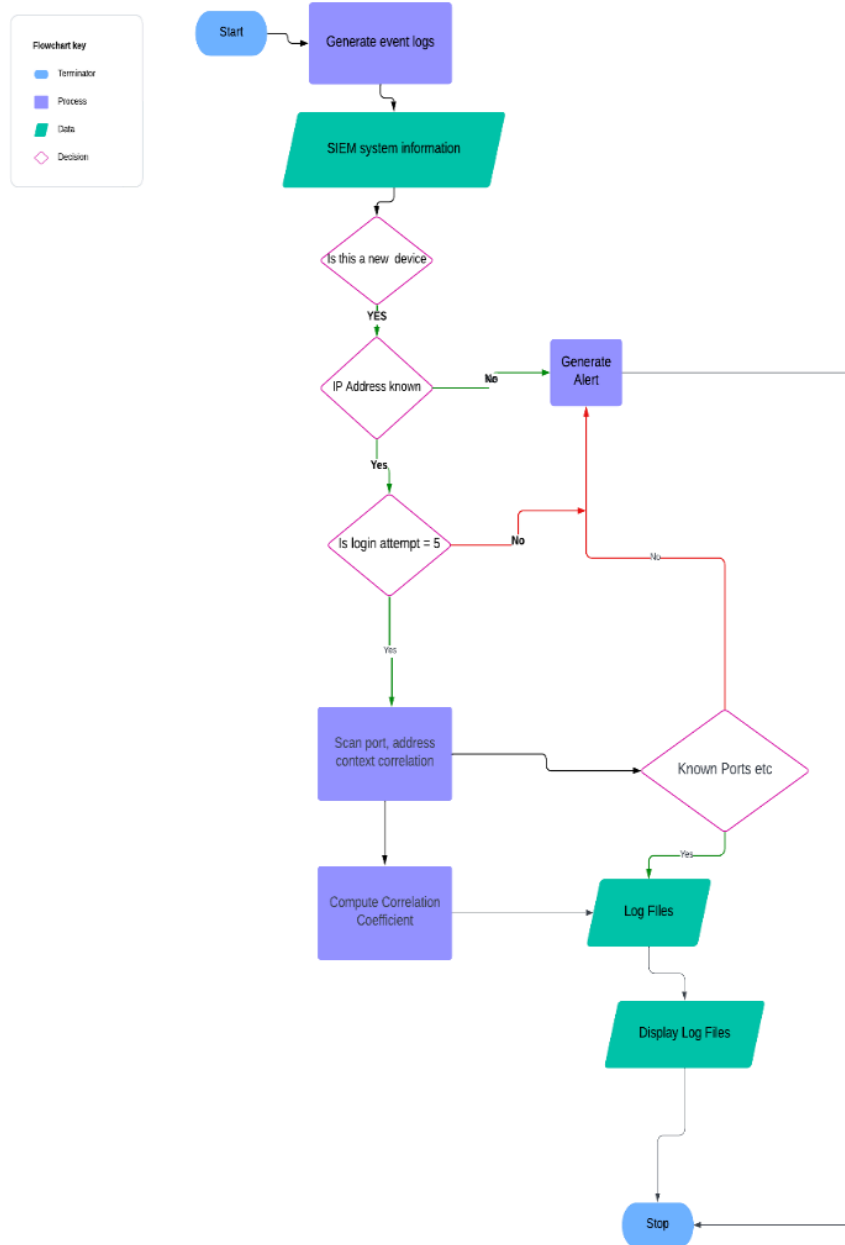 Flowchart key
Terminator
Process
Data
Decision
Start
Generate event logs
SIEM system information
Is this a new  device
YES
IP Address known
No
Generate
Alert
Yes
Is login attempt = 5
No
No
Yes
Scan port, address
context correlation
Known Ports etc
Yes
Compute Correlation
Coefficient
Log FIles
Display Log Files
Stop